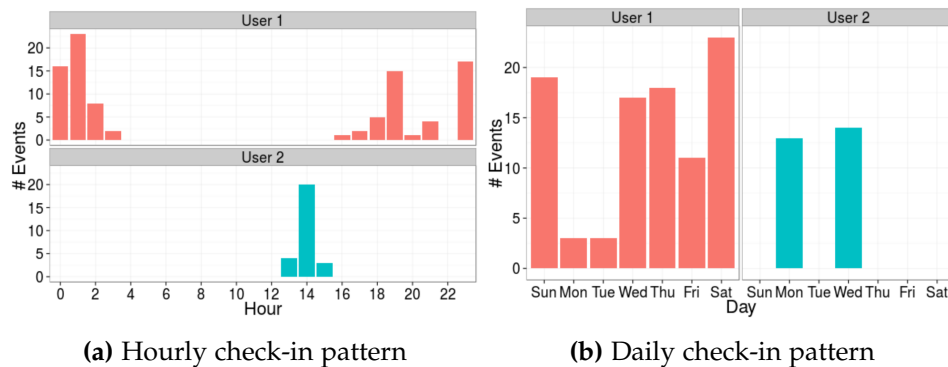 User 1
20
15
10
5
0
User 2
20
15
10
5
0
# Events
0 2 4 6 8 10 12 14 16 18 20 22
Hour
(a) Hourly check-in pattern
User 1 User 2
20
15
10
5
0
# Events
Sun Mon Tue Wed Thu Fri Sat Sun Mon Tue Wed Thu Fri Sat
Day
(b) Daily check-in pattern